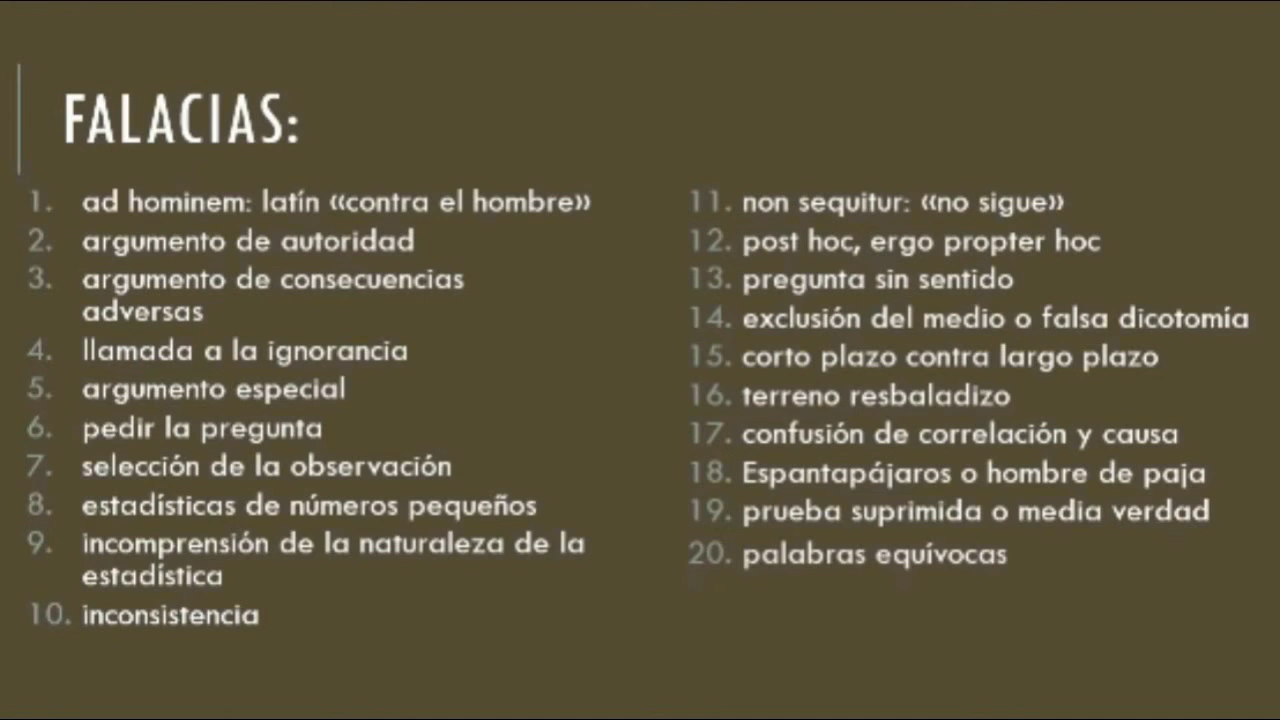 FALACIAS:
1. ad hominem: latín «contra el hombre»
2. argumento de autoridad
3. argumento de consecuencias
adversas
4. llamada a la ignorancia
5. argumento especial
6. pedir la pregunta
7. selección de la observación
8. estadísticas de números pequeños
9. incomprensión de la naturaleza de la
estadística
10. inconsistencia
11. non sequitur: «no sigue»
12. post hoc, ergo propter hoc
13. pregunta sin sentido
14. exclusión del medio o falsa dicotomía
15. corto plazo contra largo plazo
16. terreno resbaladizo
17. confusión de correlación y causa
18. Espantapájaros o hombre de paja
19. prueba suprimida o media verdad
20. palabras equívocas